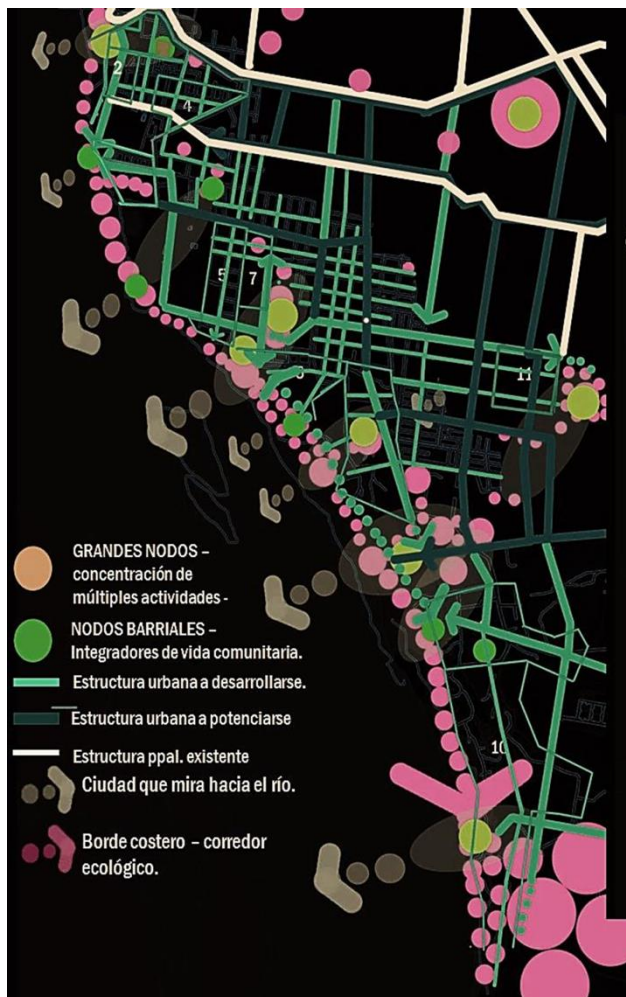 2
4
5
7
11
GRANDES NODOS –
concentración de
múltiples actividades -
NODOS BARRIALES –
Integradores de vida comunitaria.
Estructura urbana a desarrollarse.
Estructura urbana a potenciarse
Estructura ppal. existente
10
Ciudad que mira hacia el río.
Borde costero – corredor
ecológico.